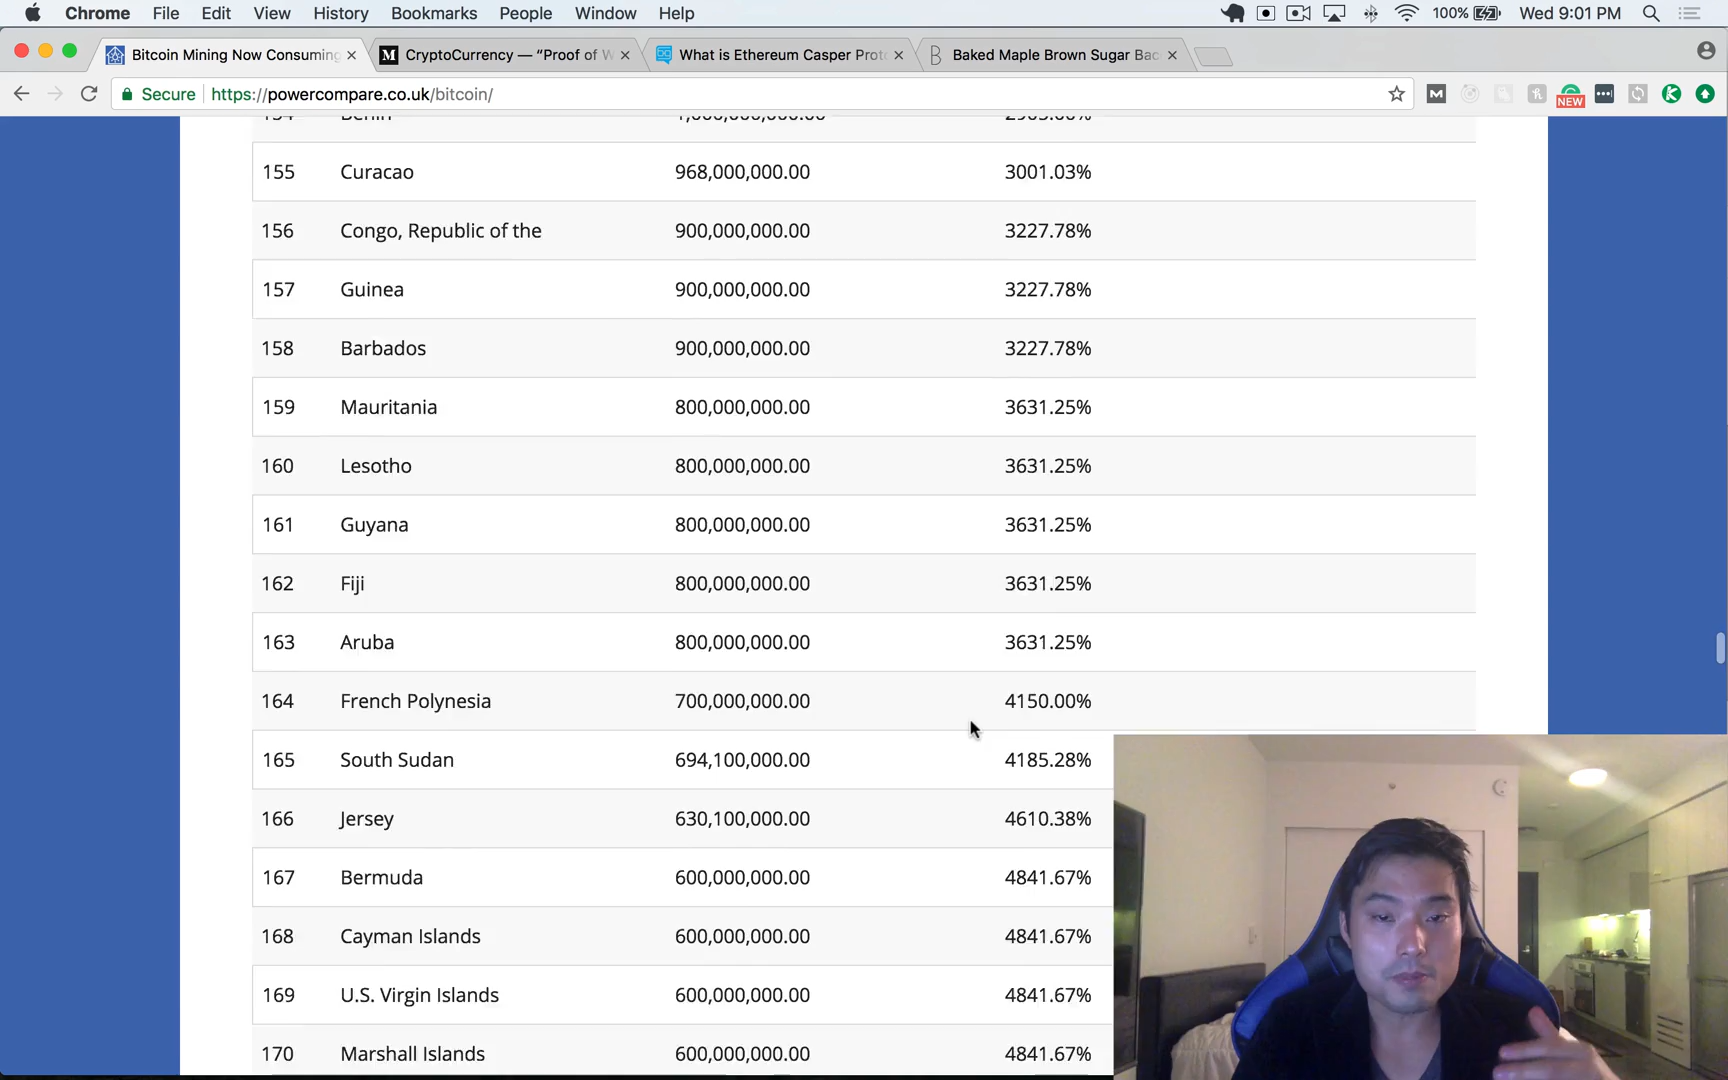 Chrome File Edit View History Bookmarks People Window Help 100% Wed 9:01 PM
Bitcoin Mining Now Consuming CryptoCurrency — “Proof of W What is Ethereum Casper Prot Baked Maple Brown Sugar Bac
Secure https://powercompare.co.uk/bitcoin/ NEW
154 Benin 1,000,000,000.00
155 Curacao 968,000,000.00 3001.03%
156 Congo, Republic of the 900,000,000.00 3227.78%
157 Guinea 900,000,000.00 3227.78%
158 Barbados 900,000,000.00 3227.78%
159 Mauritania 800,000,000.00 3631.25%
160 Lesotho 800,000,000.00 3631.25%
161 Guyana 800,000,000.00 3631.25%
162 Fiji 800,000,000.00 3631.25%
163 Aruba 800,000,000.00 3631.25%
164 French Polynesia 700,000,000.00 4150.00%
165 South Sudan 694,100,000.00 4185.28%
166 Jersey 630,100,000.00 4610.38%
167 Bermuda 600,000,000.00 4841.67%
168 Cayman Islands 600,000,000.00 4841.67%
169 U.S. Virgin Islands 600,000,000.00 4841.67%
170 Marshall Islands 600,000,000.00 4841.67%